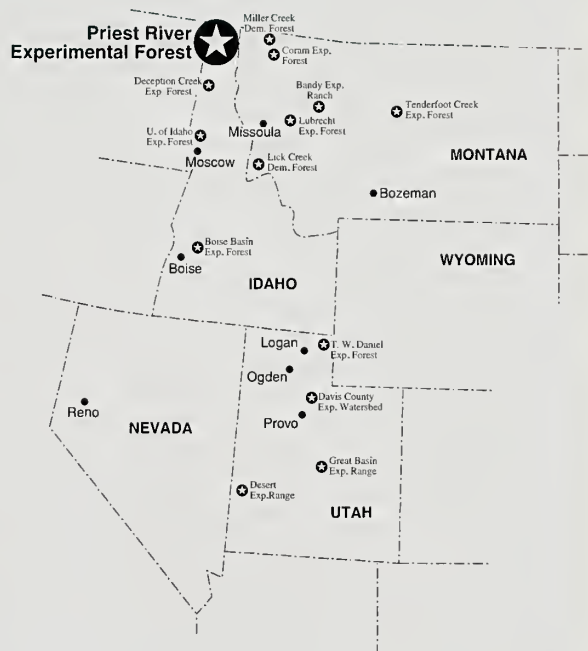 Priest River
Experimental Forest
Miller Creek
Dem. Forest
Coram Exp.
Forest
Deception Creek
Exp Forest
Bandy Exp.
Ranch
Tenderfoot Creek
Exp. Forest
Lubrecht
Exp. Forest
U. of Idaho
Exp. Forest
Missoula
Moscow
Lick Creek
Dem. Forest
MONTANA
Bozeman
Boise Basin
Exp. Forest
Boise
WYOMING
IDAHO
Logan
T. W. Daniel
Exp. Forest
Ogden
Reno
Davis County
Exp. Watershed
Provo
NEVADA
Great Basin
Exp. Range
Desert
Exp.Range
UTAH